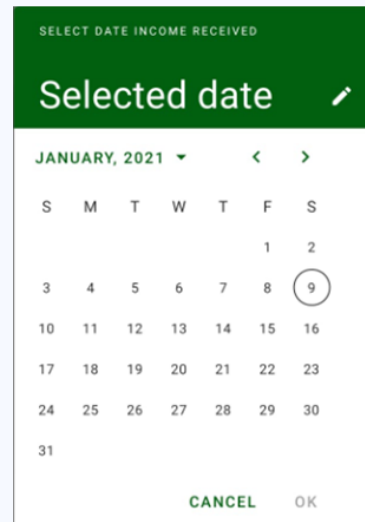 SELECT DATE INCOME RECEIVED
Selected date
JANUARY, 2021
S M T W T F S
1 2
3 4 5 6 7 8 9
10 11 12 13 14 15 16
17 18 19 20 21 22 23
24 25 26 27 28 29 30
31
CANCEL OK